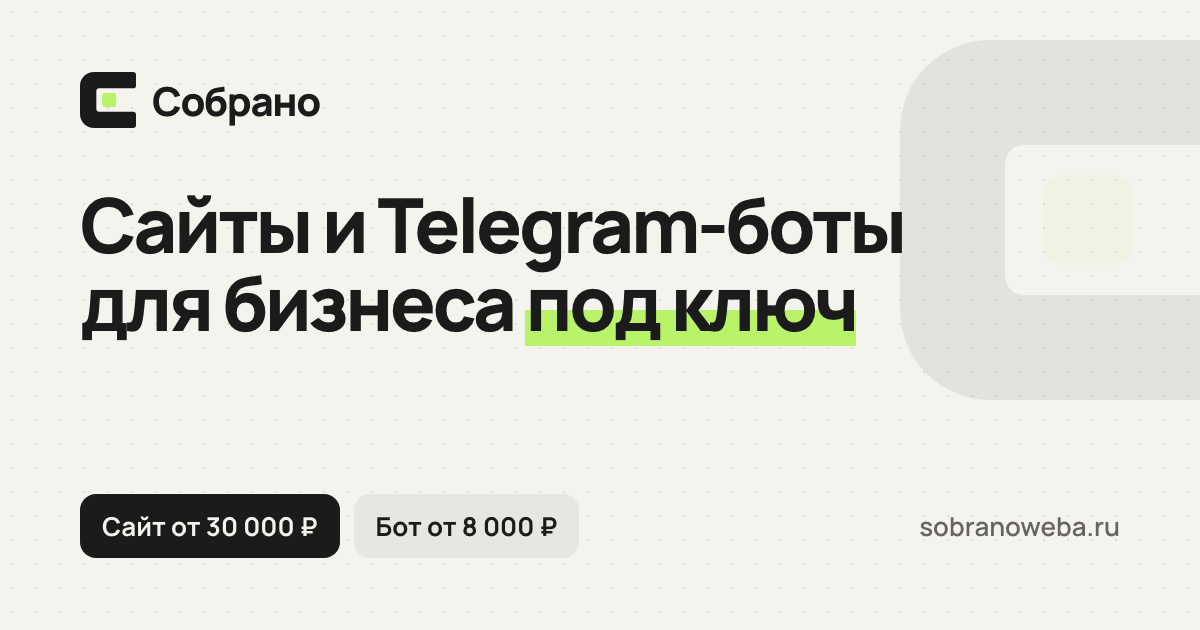 Собрано
Сайты и Telegram-боты
для бизнеса под ключ
Сайт от 30 000 ₽
Бот от 8 000 ₽
sobranoweba.ru